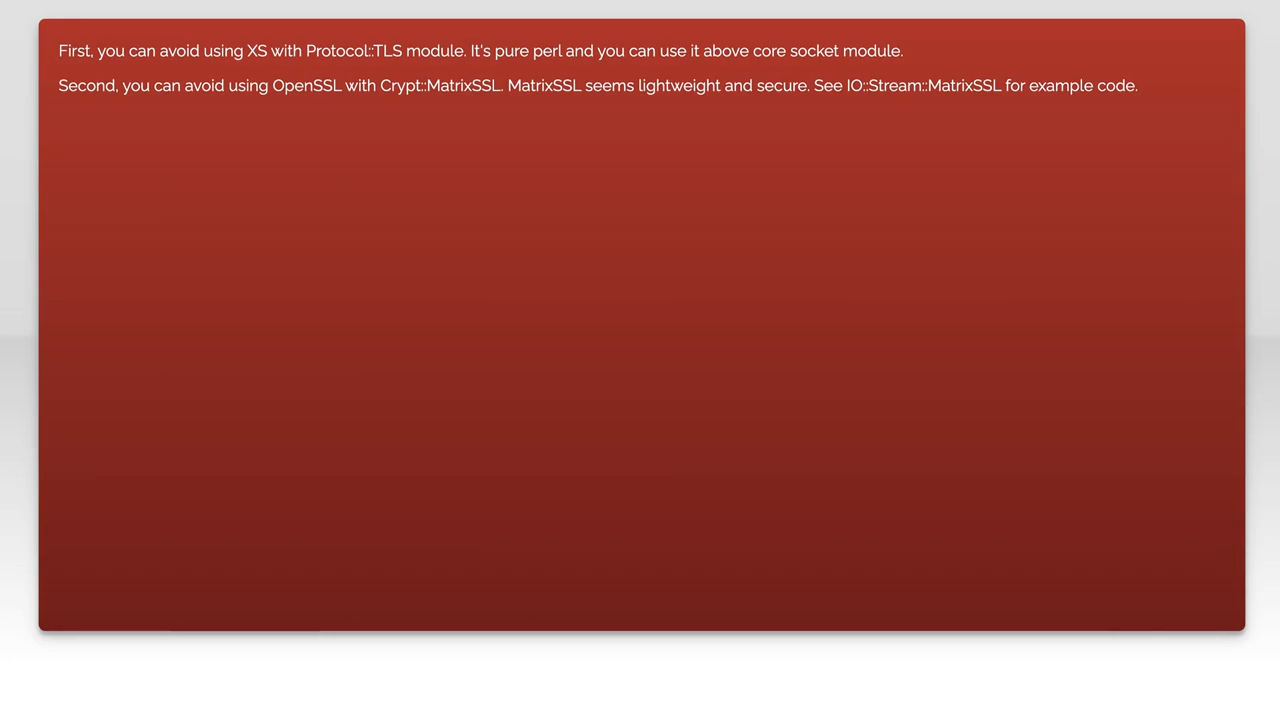 First, you can avoid using XS with Protocol::TLS module. It's pure perl and you can use it above core socket module.
Second, you can avoid using OpenSSL with Crypt::MatrixSSL. MatrixSSL seems lightweight and secure. See IO::Stream::MatrixSSL for example code.